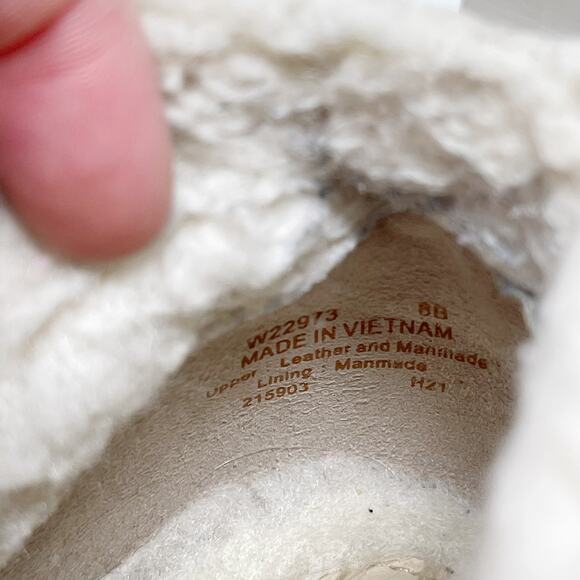 W22973 8B
MADE IN VIETNAM
Upper : Leather and Manmade
Lining : Manmade
215903 H21